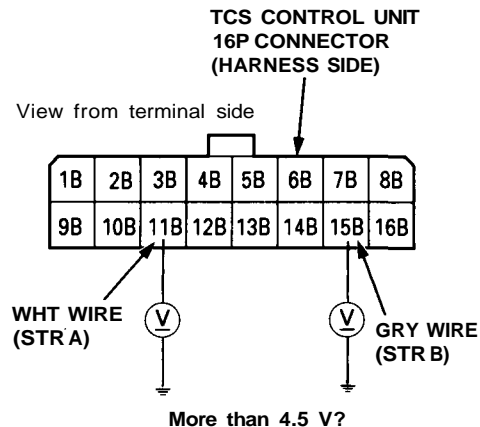 TCS CONTROL UNIT
16P CONNECTOR
(HARNESS SIDE)
View from terminal side
1B 2B 3B 4B 5B 6B 7B 8B
9B 10B 11B 12B 13B 14B 15B 16B
WHT WIRE
(STR A)
V
V
GRY WIRE
(STR B)
More than 4.5 V?